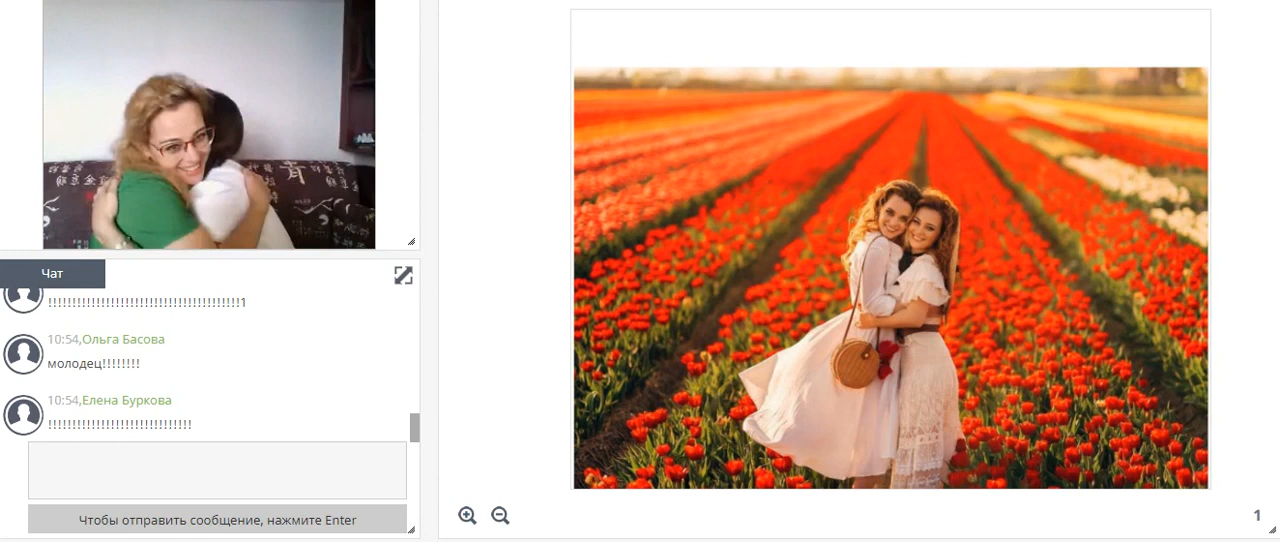 Чат
!!!!!!!!!!!!!!!!!!!!!!!!!!!!!!!!!!!!!!!!1
10:54,Ольга Басова
молодец!!!!!!!!
10:54,Елена Буркова
!!!!!!!!!!!!!!!!!!!!!!!!!!!!!!
Чтобы отправить сообщение, нажмите Enter
1